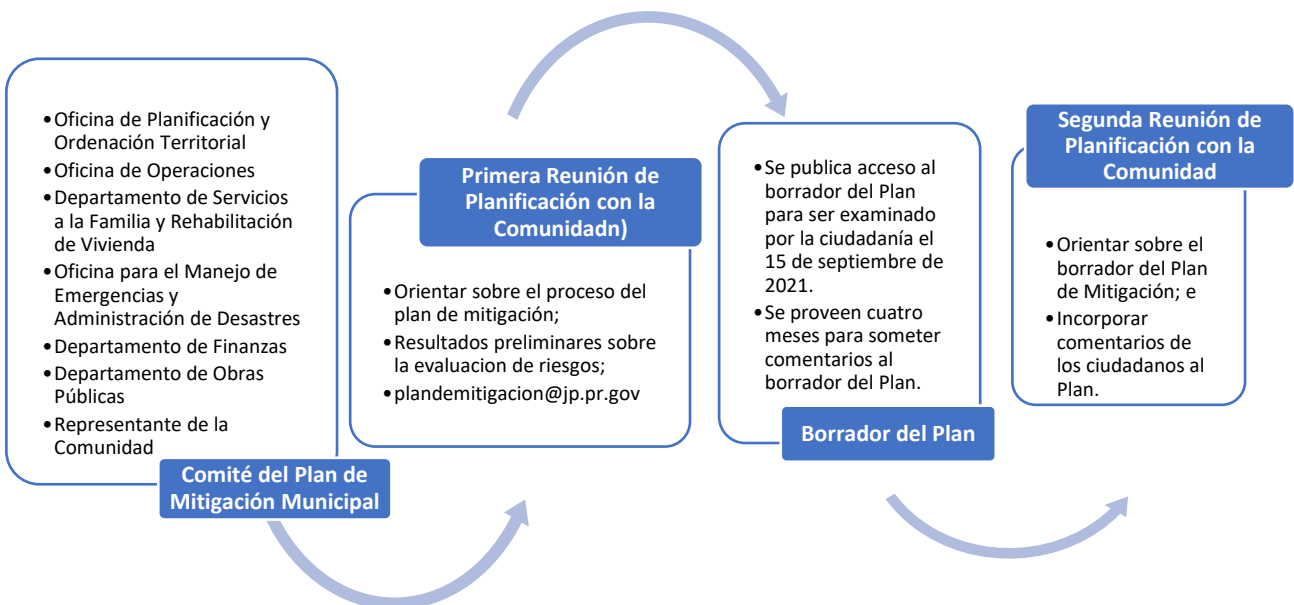 •Oficina de Planificación y
Ordenación Territorial
•Oficina de Operaciones
•Departamento de Servicios
a la Familia y Rehabilitación
de Vivienda
•Oficina para el Manejo de
Emergencias y
Administración de Desastres
•Departamento de Finanzas
•Departamento de Obras
Públicas
•Representante de la
Comunidad
Comité del Plan de
Mitigación Municipal
Primera Reunión de
Planificación con la
Comunidadn)
•Orientar sobre el proceso del
plan de mitigación;
•Resultados preliminares sobre
la evaluacion de riesgos;
•plandemitigacion@jp.pr.gov
•Se publica acceso al
borrador del Plan
para ser examinado
por la ciudadanía el
15 de septiembre de
2021.
•Se proveen cuatro
meses para someter
comentarios al
borrador del Plan.
Borrador del Plan
Segunda Reunión de
Planificación con la
Comunidad
•Orientar sobre el
borrador del Plan
de Mitigación; e
•Incorporar
comentarios de
los ciudadanos al
Plan.